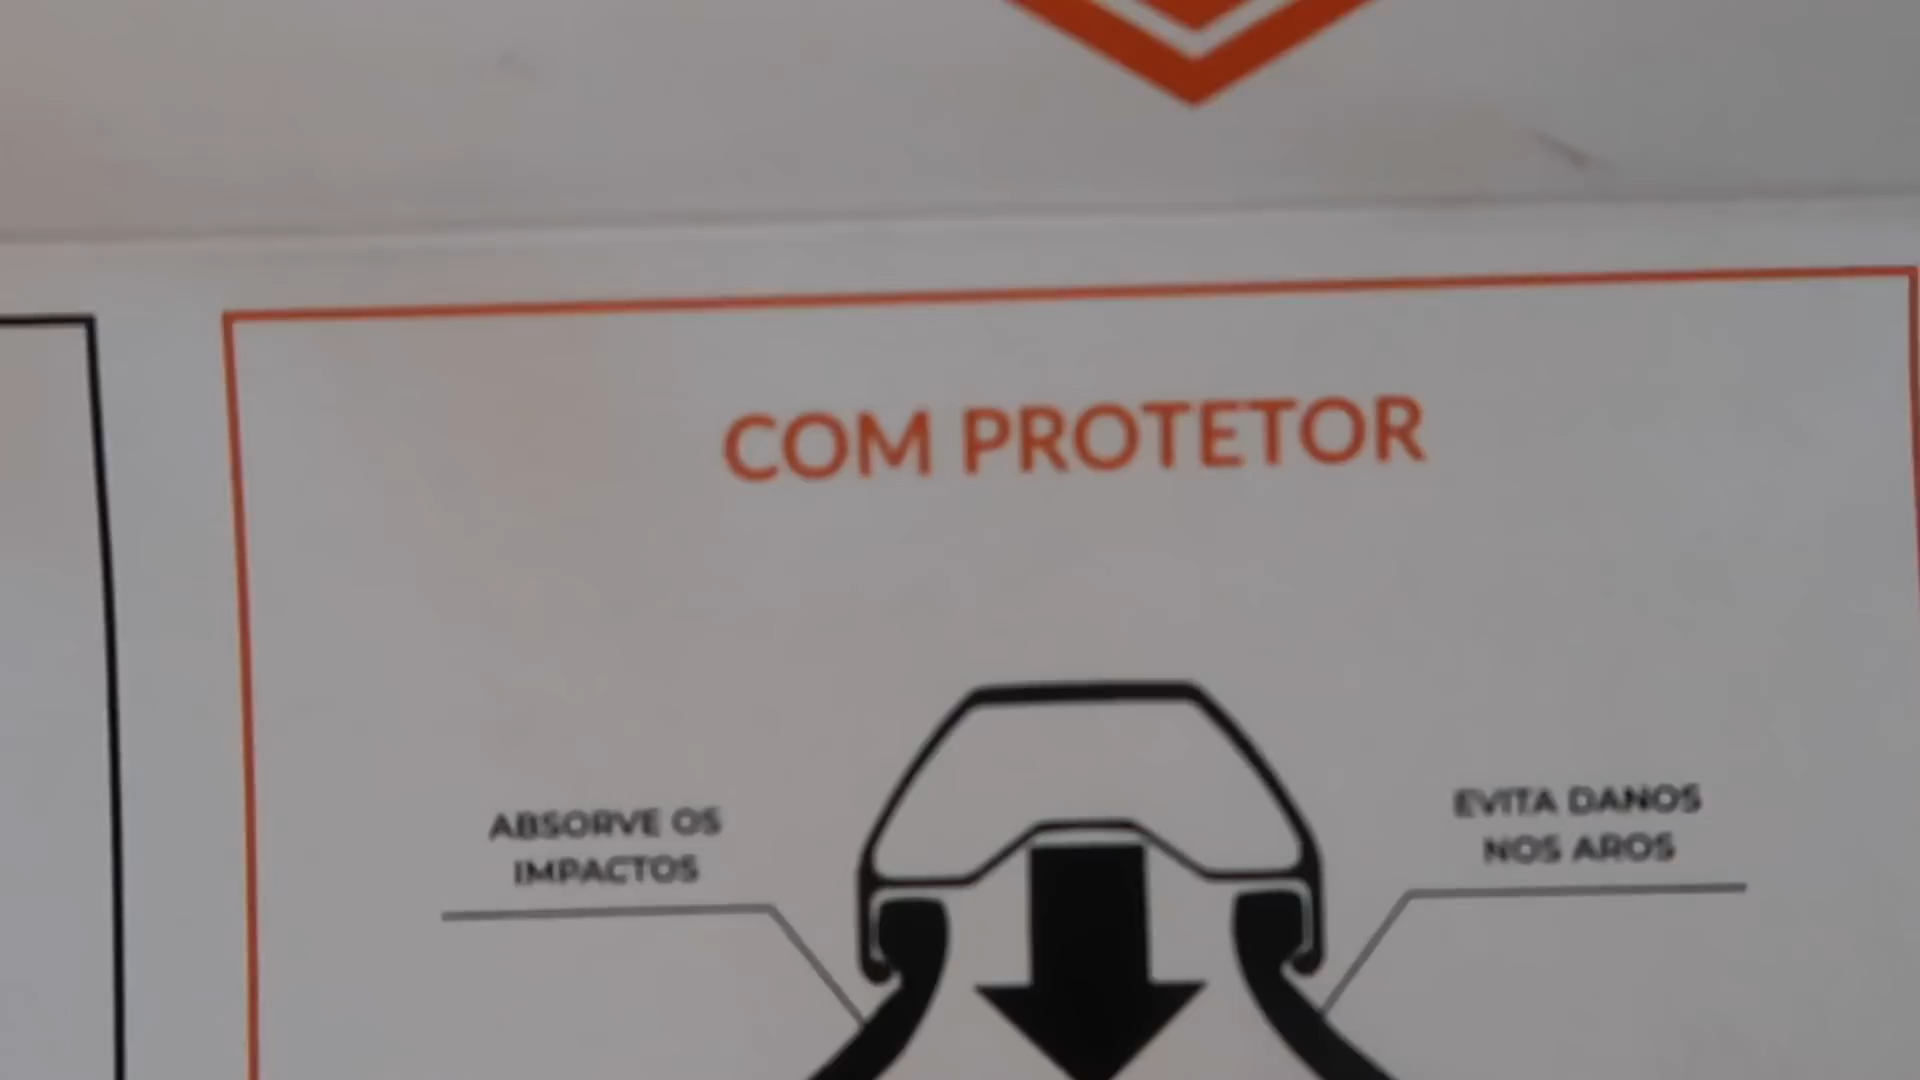 COM PROTETOR
ABSORVE OS
IMPACTOS
EVITA DANOS
NOS AROS